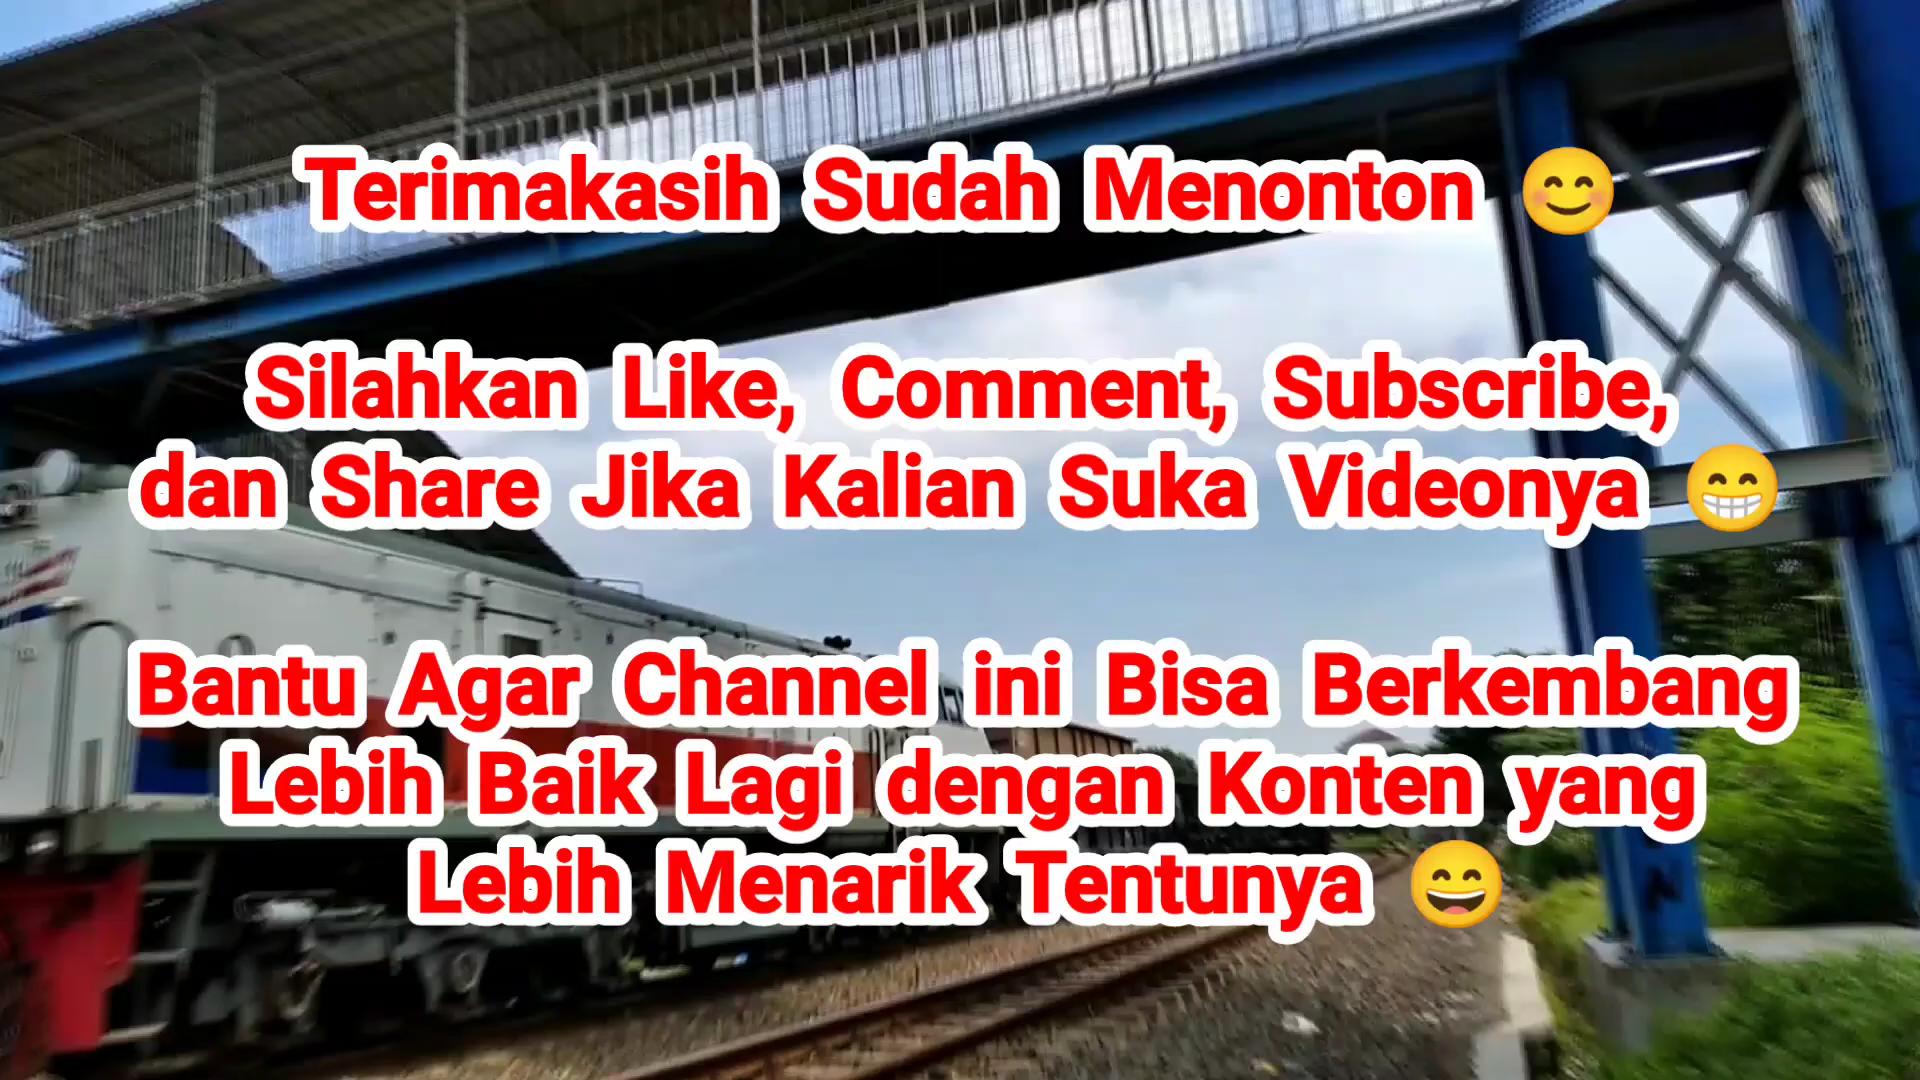 Terimakasih Sudah Menonton 😊
Silahkan Like, Comment, Subscribe,
dan Share Jika Kalian Suka Videonya 😁
Bantu Agar Channel ini Bisa Berkembang
Lebih Baik Lagi dengan Konten yang
Lebih Menarik Tentunya 😄